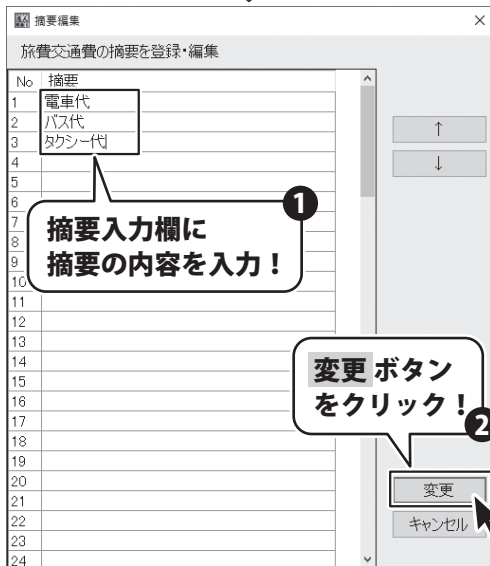 摘要編集
×
旅費交通費の摘要を登録・編集
No 摘要
1 電車代
2 バス代
3 タクシー代
4
5
6
7
8
9
10
11
12
13
14
15
16
17
18
19
20
21
22
23
24
↑
↓
1
摘要入力欄に
摘要の内容を入力！
変更 ボタン
をクリック！
2
変更
キャンセル